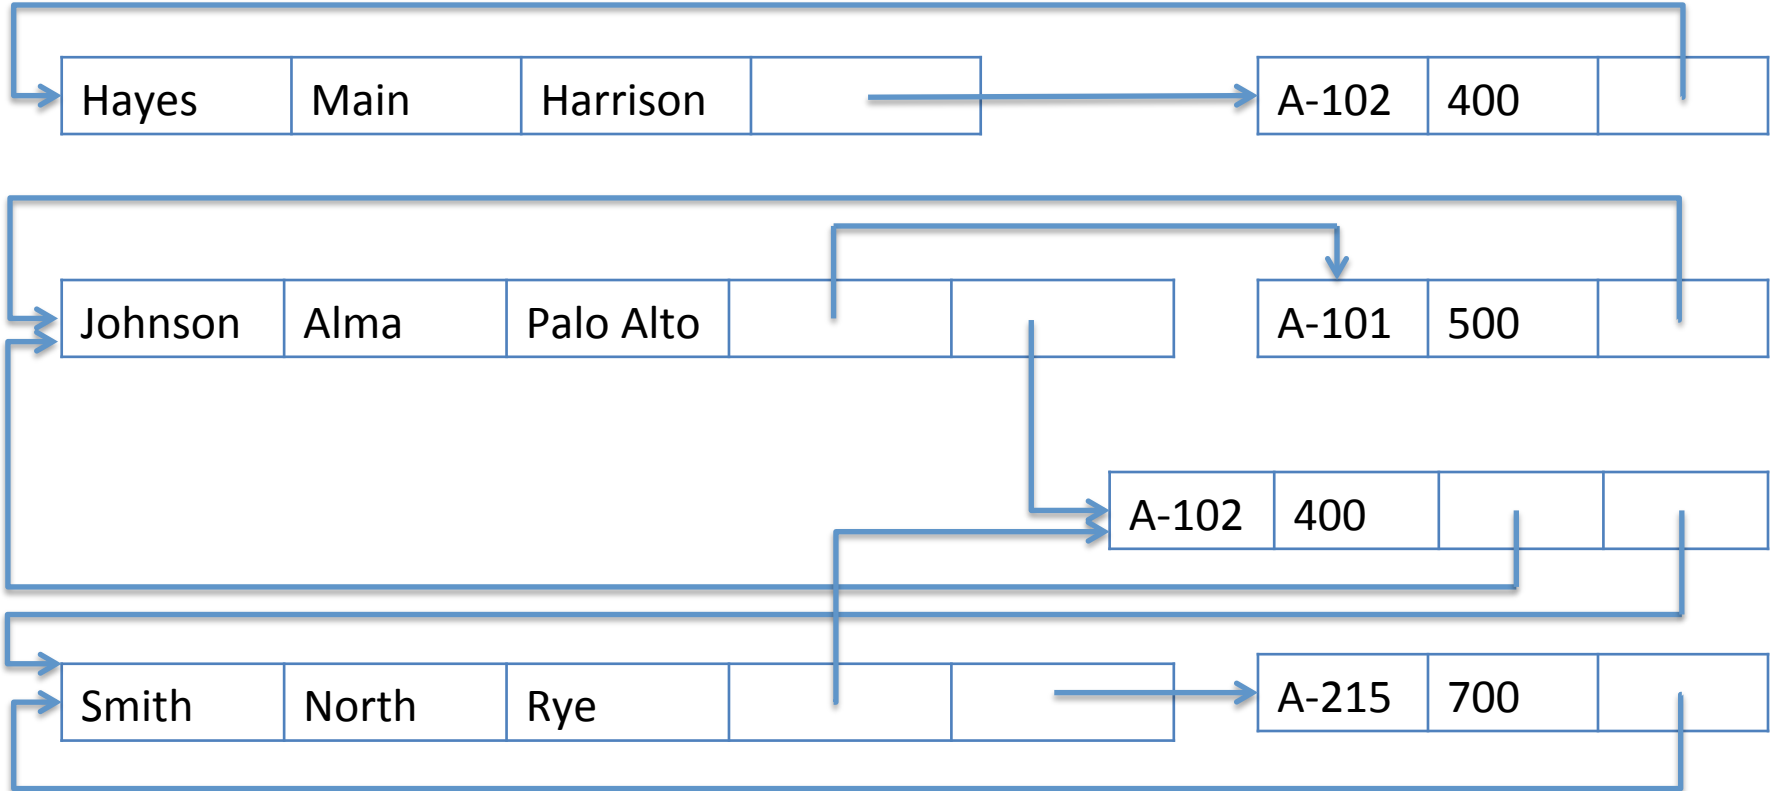 Hayes Main Harrison A-102 400
Johnson Alma Palo Alto A-101 500
A-102 400
Smith North Rye A-215 700